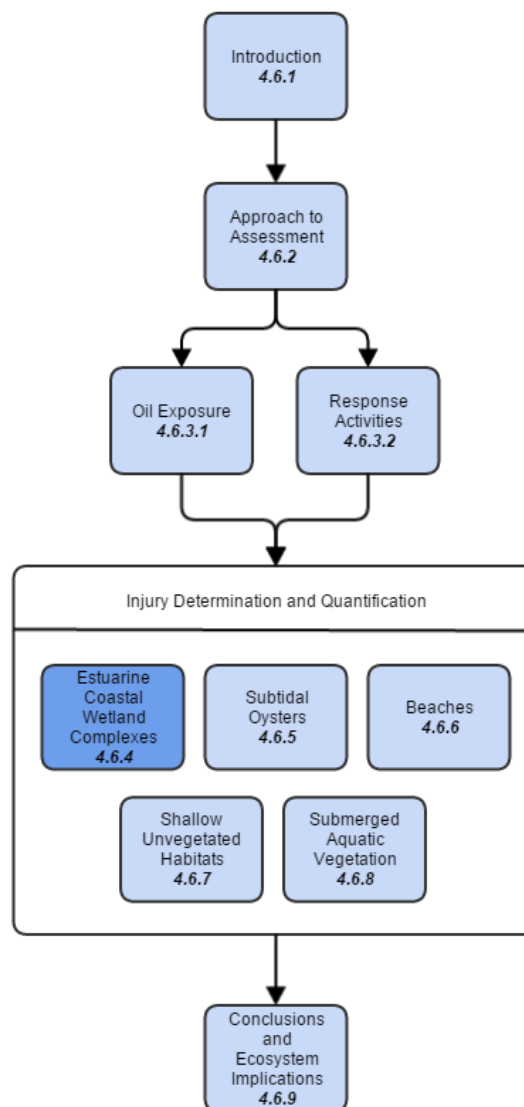 Introduction
4.6.1
Approach to
Assessment
4.6.2
Oil Exposure
4.6.3.1
Response
Activities
4.6.3.2
Injury Determination and Quantification
Estuarine
Coastal
Wetland
Complexes
4.6.4
Subtidal
Oysters
4.6.5
Beaches
4.6.6
Shallow
Unvegetated
Habitats
4.6.7
Submerged
Aquatic
Vegetation
4.6.8
Conclusions
and
Ecosystem
Implications
4.6.9